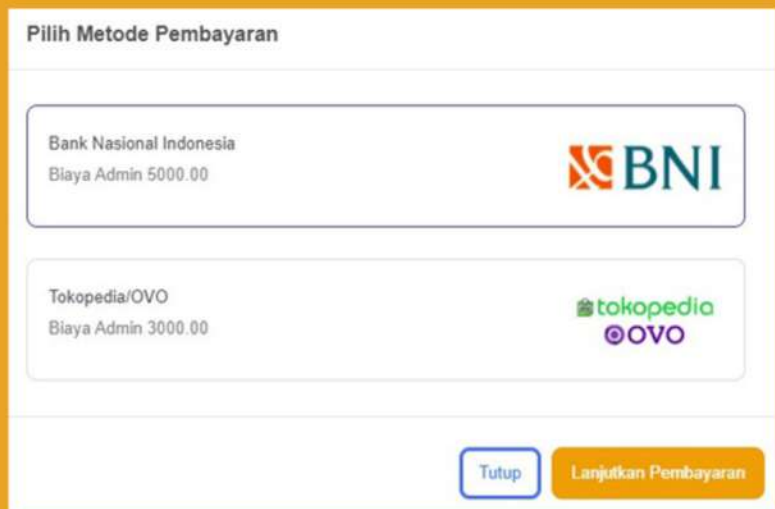 Pilih Metode Pembayaran
Bank Nasional Indonesia
Biaya Admin 5000.00
BNI
Tokopedia/OVO
Biaya Admin 3000.00
tokopedia
OVO
Tutup
Lanjutkan Pembayaran